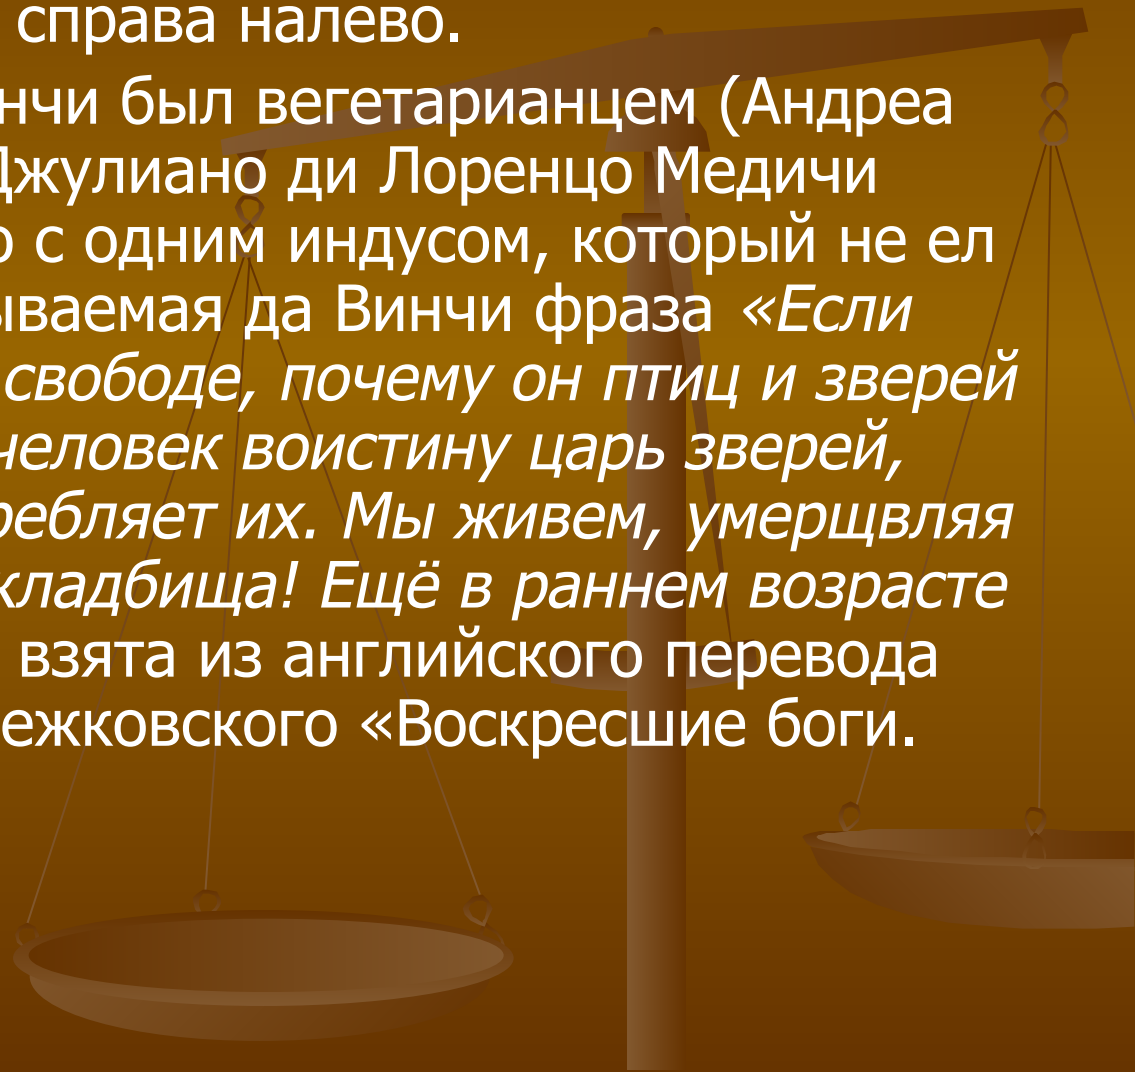 справа налево.
нчи был вегетарианцем (Андреа
Джулиано ди Лоренцо Медичи
о с одним индусом, который не ел
ываемая да Винчи фраза «Если
свободе, почему он птиц и зверей
человек воистину царь зверей,
ребляет их. Мы живем, умерщвляя
кладбища! Ещё в раннем возрасте
взята из английского перевода
ежковского «Воскресшие боги.